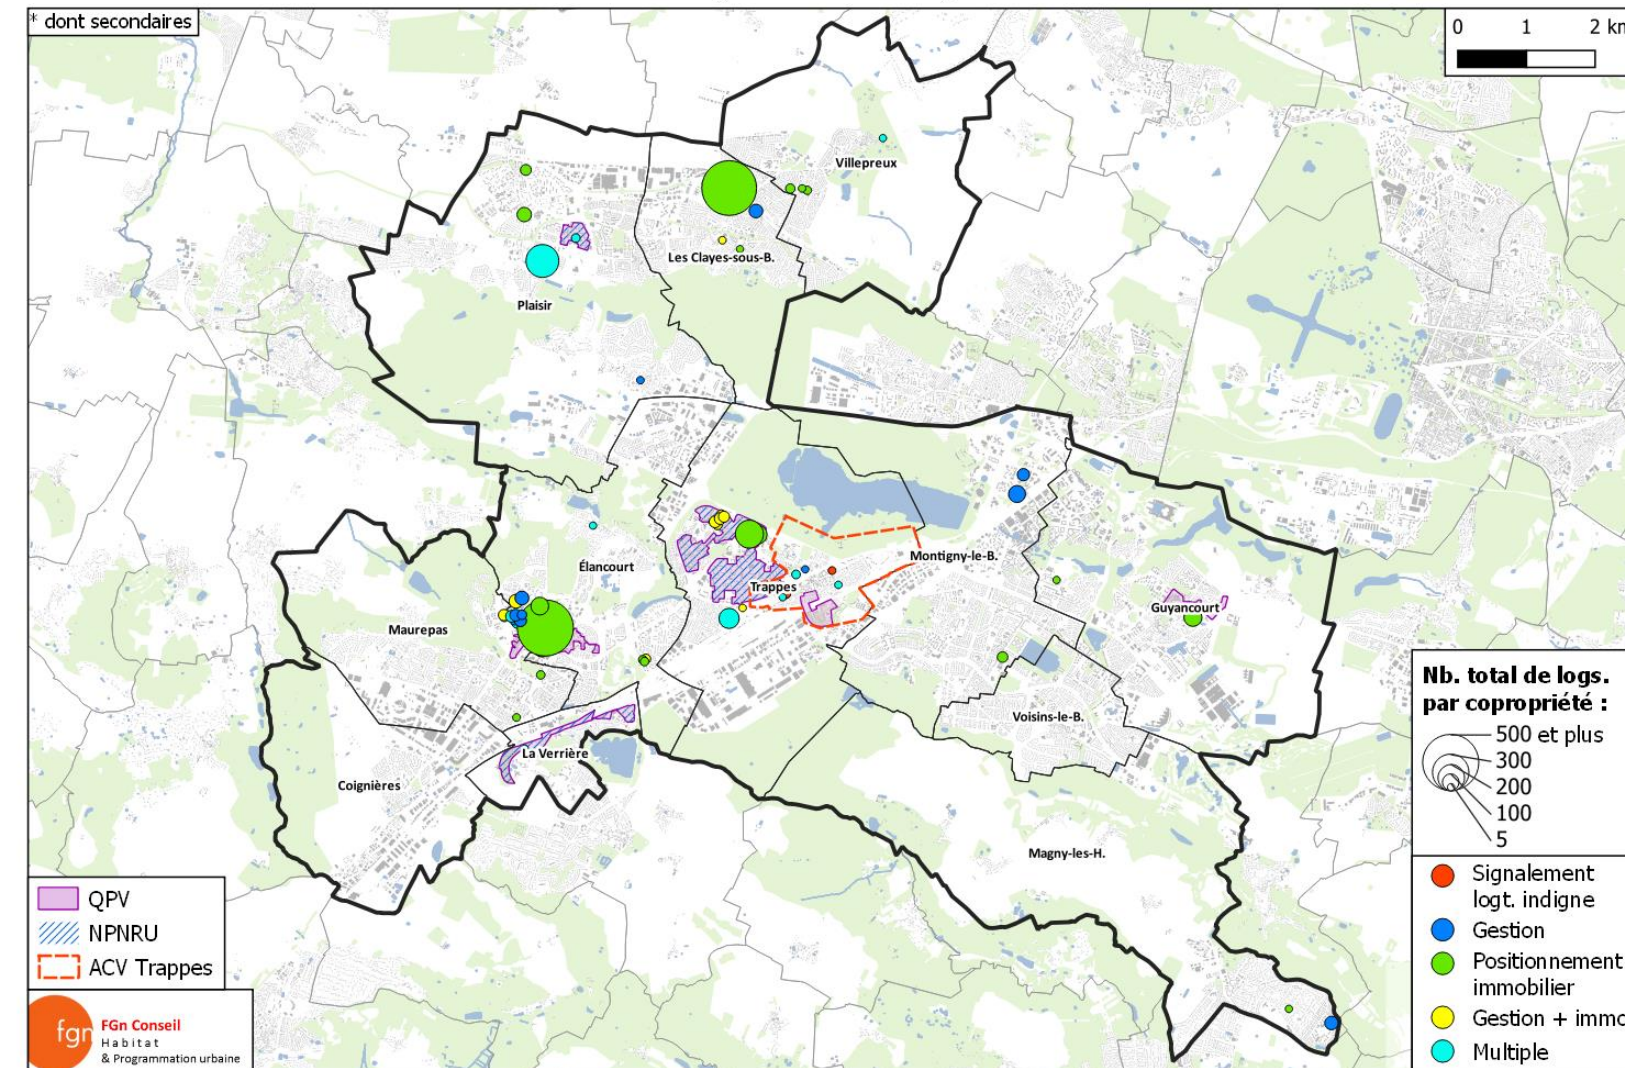 * dont secondaires
0 1 2 km
Villepreux
Les Clayes-sous-B.
Plaisir
Montigny-le-B.
Élancourt
Trappes
Guyancourt
Maurepas
Voisins-le-B.
La Verrière
Coignières
Magny-les-H.
Nb. total de logs.
par copropriété :
500 et plus
300
200
100
5
Signalement
logt. indigne
Gestion
Positionnement
immobilier
Gestion + immo
Multiple
QPV
NPNRU
ACV Trappes
fgn
FGn Conseil
Habitat
& Programmation urbaine